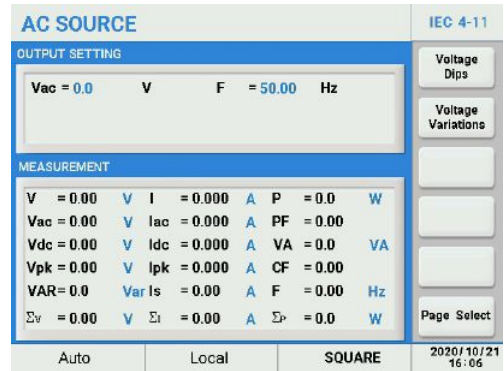 AC SOURCE
IEC 4-11
OUTPUT SETTING
Vac = 0.0 V F = 50.00 Hz
Voltage
Dips
Voltage
Variations
MEASUREMENT
V = 0.00 V I = 0.000 A P = 0.0 W
Vac = 0.00 V Iac = 0.000 A PF = 0.00
Vdc = 0.00 V Idc = 0.000 A VA = 0.0 VA
Vpk = 0.00 V Ipk = 0.000 A CF = 0.00
VAR= 0.0 Var Is = 0.00 A F = 0.00 Hz
Σv = 0.00 V Σı = 0.00 A Σp = 0.0 W
Page Select
Auto Local SQUARE
2020/10/21
16:06